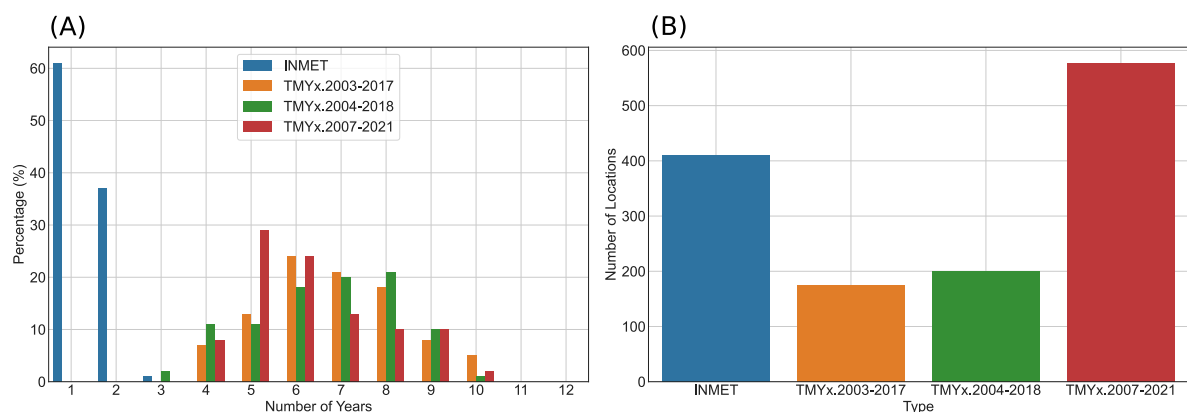 (A)
INMET
TMYx.2003-2017
TMYx.2004-2018
TMYx.2007-2021
Percentage (%)
60
50
40
30
20
10
0
1 2 3 4 5 6 7 8 9 10 11 12
Number of Years
(B)
Number of Locations
600
500
400
300
200
100
0
INMET TMYx.2003-2017 TMYx.2004-2018 TMYx.2007-2021
Type